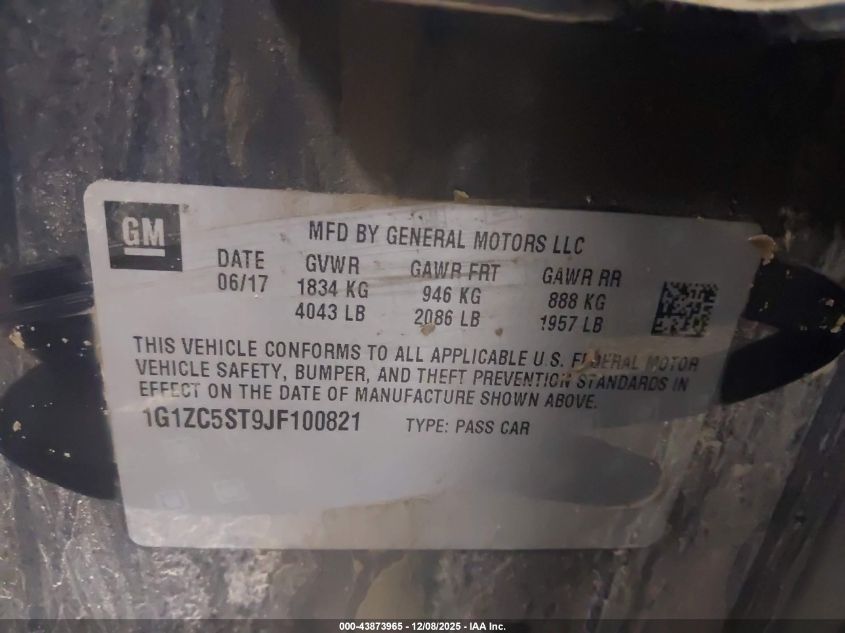 GM
MFD BY GENERAL MOTORS LLC
DATE GVWR GAWR FRT GAWR RR
06/17 1834 KG 946 KG 888 KG
4043 LB 2086 LB 1957 LB
THIS VEHICLE CONFORMS TO ALL APPLICABLE U.S. FEDERAL MOTOR
VEHICLE SAFETY, BUMPER, AND THEFT PREVENTION STANDARDS IN
EFFECT ON THE DATE OF MANUFACTURE SHOWN ABOVE.
1G1ZC5ST9JF100821 TYPE: PASS CAR
000-43873965 - 12/08/2025 - IAA Inc.